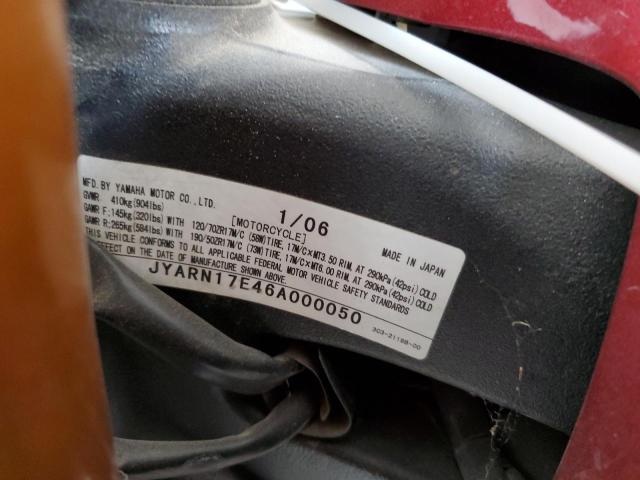 MFD. BY YAMAHA MOTOR CO.,LTD. 1/06
GVWR. 410kg(904lbs) [MOTORCYCLE] MADE IN JAPAN
GAWR F:145kg(320lbs) WITH 120/70ZR17M/C (58W)TIRE, 17M/C×MT3.50 RIM, AT 290kPa(42psi)COLD
GAWR R:265kg(584lbs) WITH 190/50ZR17M/C (73W)TIRE, 17M/C×MT6.00 RIM, AT 290kPa(42psi)COLD
THIS VEHICLE CONFORMS TO ALL APPLICABLE FEDERAL MOTOR VEHICLE SAFETY STANDARDS
IN EFFECT ON THE DATE OF MANUFACTURE SHOWN ABOVE.
JYARN17E46A000050
3C3-2119B-00